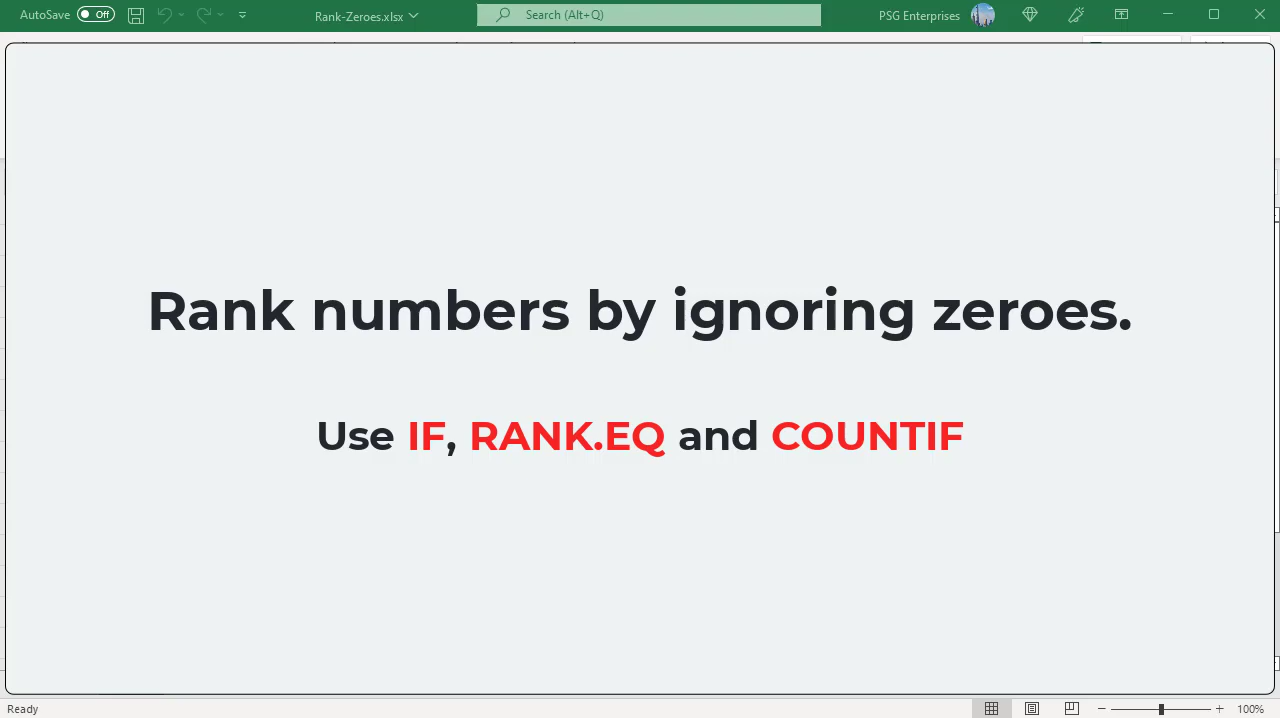 AutoSave Off Rank-Zeroes.xlsx Search (Alt+Q) PSG Enterprises
Rank numbers by ignoring zeroes.
Use IF, RANK.EQ and COUNTIF
Ready 100%